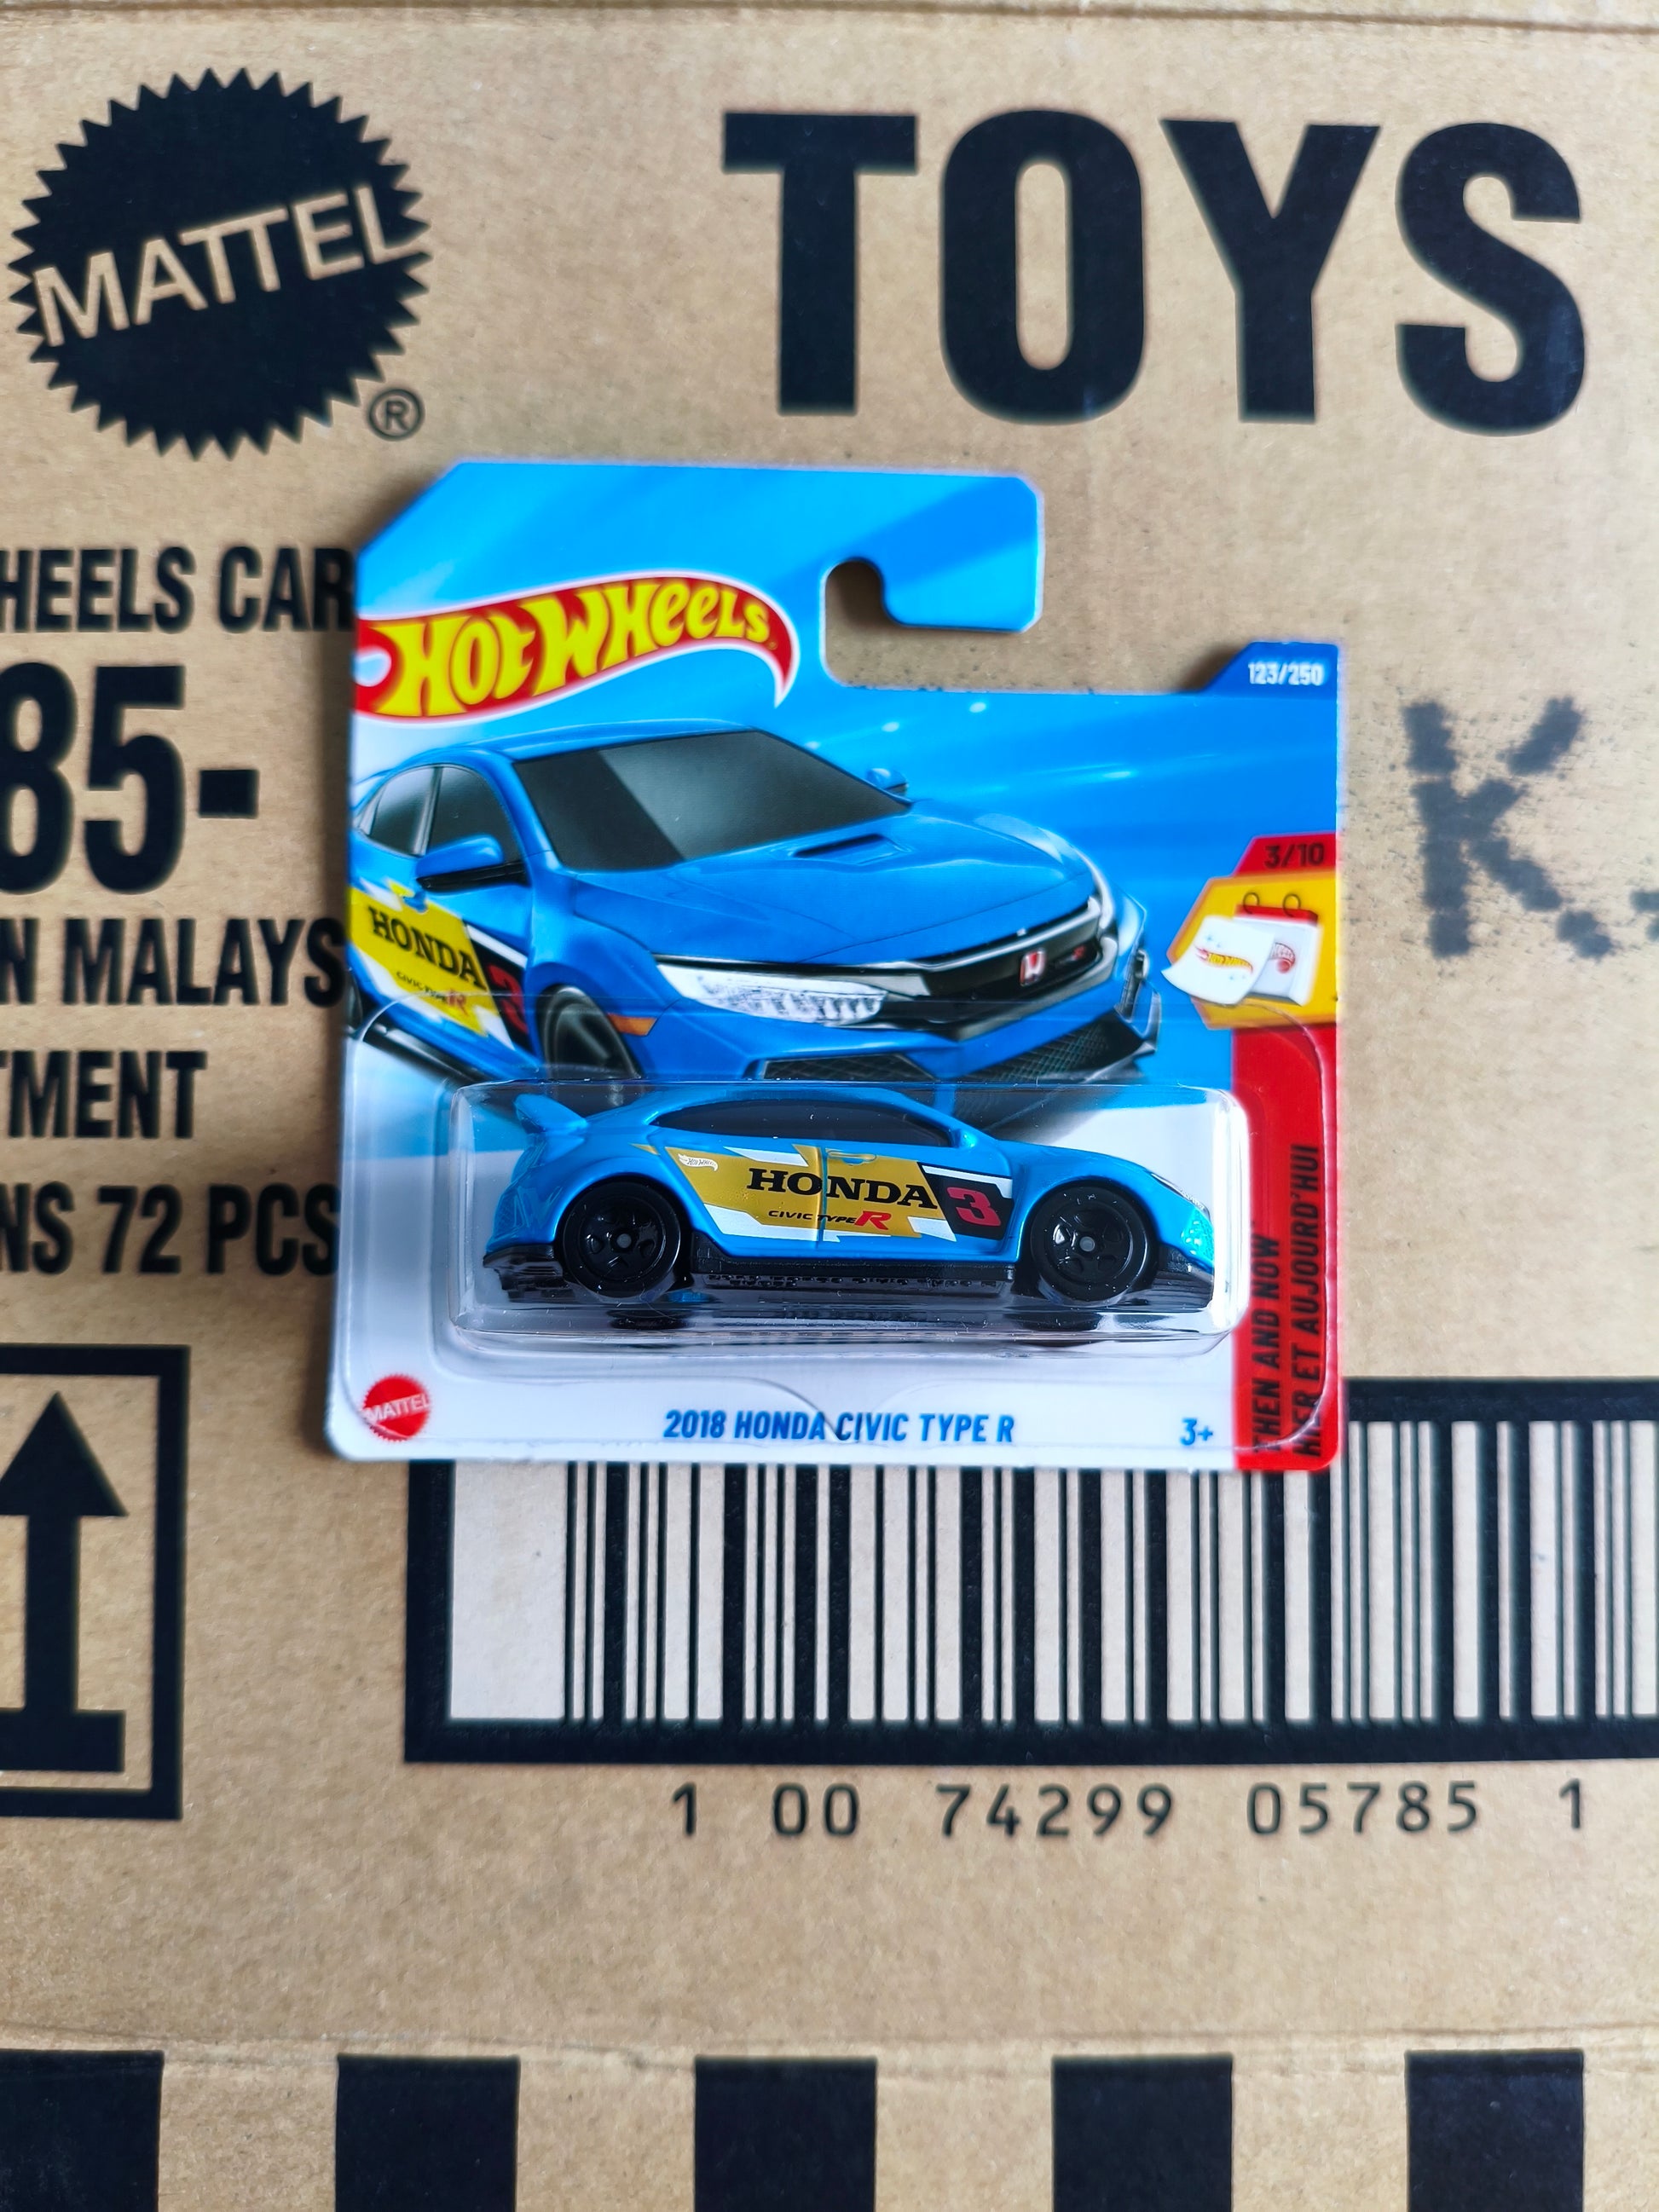 MATTEL
®
TOYS
HEELS CAR
85-
N MALAYS
TMENT
NS 72 PCS
K.
HOT WHEELS
123/250
3/10
HONDA
CIVIC TYPE R
3
HONDA 3
CIVIC TYPE R
THEN AND NOW
HIER ET AUJOURD'HUI
MATTEL
2018 HONDA CIVIC TYPE R
3+
1 00 74299 05785 1